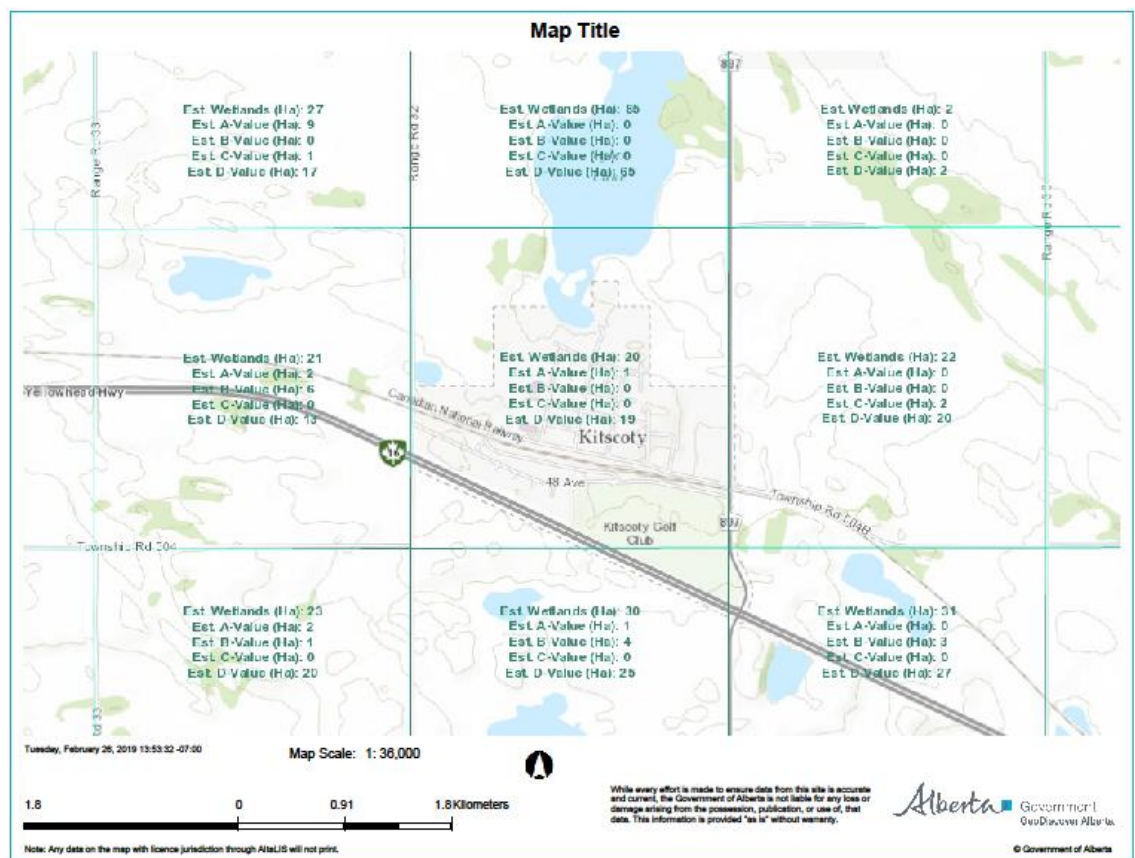 Map Title
897
Range Rd 33
Range Rd 32
Est. Wetlands (Ha): 27
Est. A-Value (Ha): 9
Est. B-Value (Ha): 0
Est. C-Value (Ha): 1
Est. D-Value (Ha): 17
Est. Wetlands (Ha): 65
Est. A-Value (Ha): 0
Est. B-Value (Ha): 0
Est. C-Value (Ha): 0
Est. D-Value (Ha): 65
Est. Wetlands (Ha): 2
Est. A-Value (Ha): 0
Est. B-Value (Ha): 0
Est. C-Value (Ha): 0
Est. D-Value (Ha): 2
Range Rd
Est. Wetlands (Ha): 21
Est. A-Value (Ha): 2
Est. B-Value (Ha): 6
Est. C-Value (Ha): 0
Est. D-Value (Ha): 13
Est. Wetlands (Ha): 20
Est. A-Value (Ha): 1
Est. B-Value (Ha): 0
Est. C-Value (Ha): 0
Est. D-Value (Ha): 19
Est. Wetlands (Ha): 22
Est. A-Value (Ha): 0
Est. B-Value (Ha): 0
Est. C-Value (Ha): 2
Est. D-Value (Ha): 20
Yellowhead Hwy
Canadian National Railway
Kitscoty
16
48 Ave
Township Rd 504B
897
Kitscoty Golf
Club
Township Rd 504
Est. Wetlands (Ha): 23
Est. A-Value (Ha): 2
Est. B-Value (Ha): 1
Est. C-Value (Ha): 0
Est. D-Value (Ha): 20
Est. Wetlands (Ha): 30
Est. A-Value (Ha): 1
Est. B-Value (Ha): 4
Est. C-Value (Ha): 0
Est. D-Value (Ha): 25
Est. Wetlands (Ha): 31
Est. A-Value (Ha): 0
Est. B-Value (Ha): 3
Est. C-Value (Ha): 0
Est. D-Value (Ha): 27
Rd 33
Tuesday, February 26, 2019 13:53:32 -07:00
Map Scale: 1: 36,000
1.8 0 0.91 1.8 Kilometers
While every effort is made to ensure data from this site is accurate
and current, the Government of Alberta is not liable for any loss or
damage arising from the possession, publication, or use of, that
data. This information is provided "as is" without warranty.
Alberta Government
GeoDiscover Alberta
Note: Any data on the map with licence jurisdiction through AltaLIS will not print.
© Government of Alberta